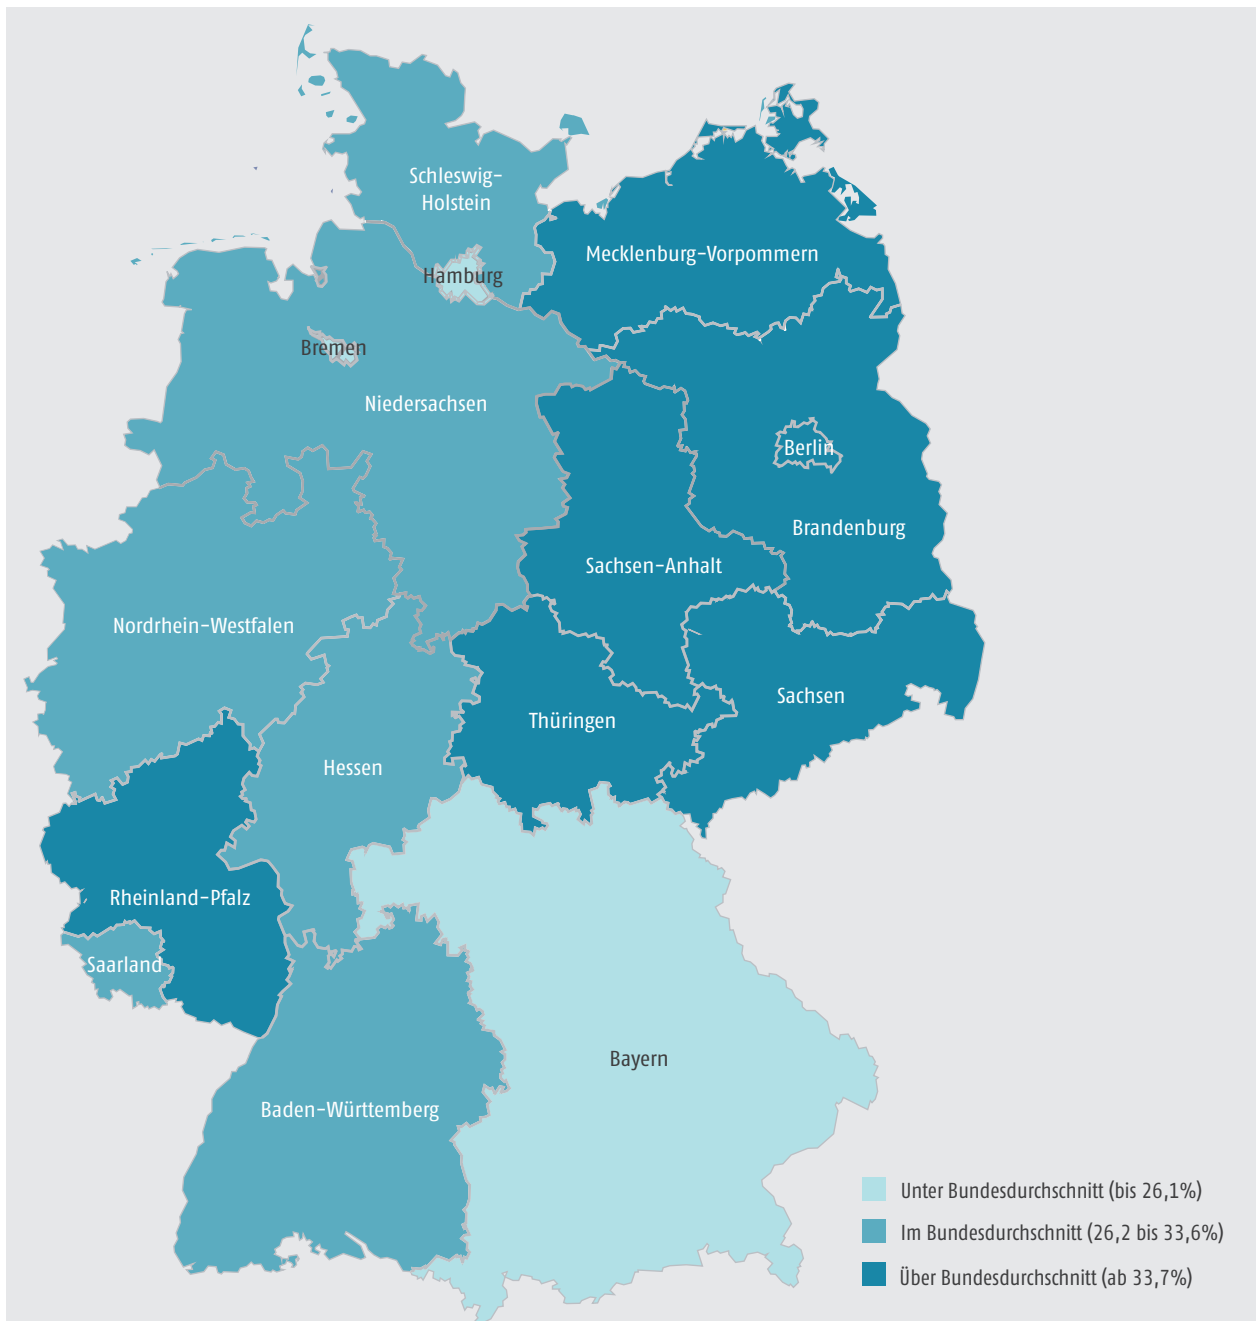 Schleswig-
Holstein
Mecklenburg-Vorpommern
Hamburg
Bremen
Niedersachsen
Berlin
Brandenburg
Sachsen-Anhalt
Nordrhein-Westfalen
Sachsen
Thüringen
Hessen
Rheinland-Pfalz
Saarland
Bayern
Baden-Württemberg
Unter Bundesdurchschnitt (bis 26,1%)
Im Bundesdurchschnitt (26,2 bis 33,6%)
Über Bundesdurchschnitt (ab 33,7%)